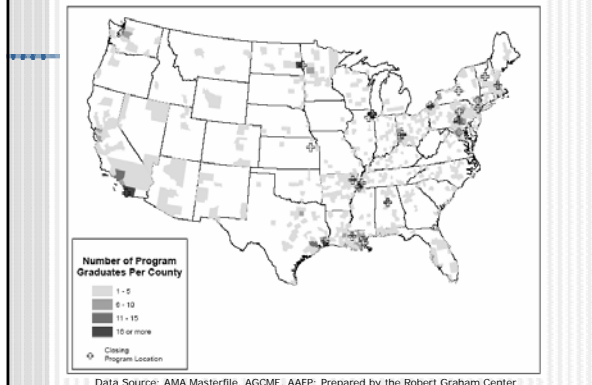 Number of Program
Graduates Per County
1 - 5
6 - 10
11 - 15
16 or more
Closing
Program Location
Data Source: AMA Masterfile, AGCMF, AAFP; Prepared by the Robert Graham Center